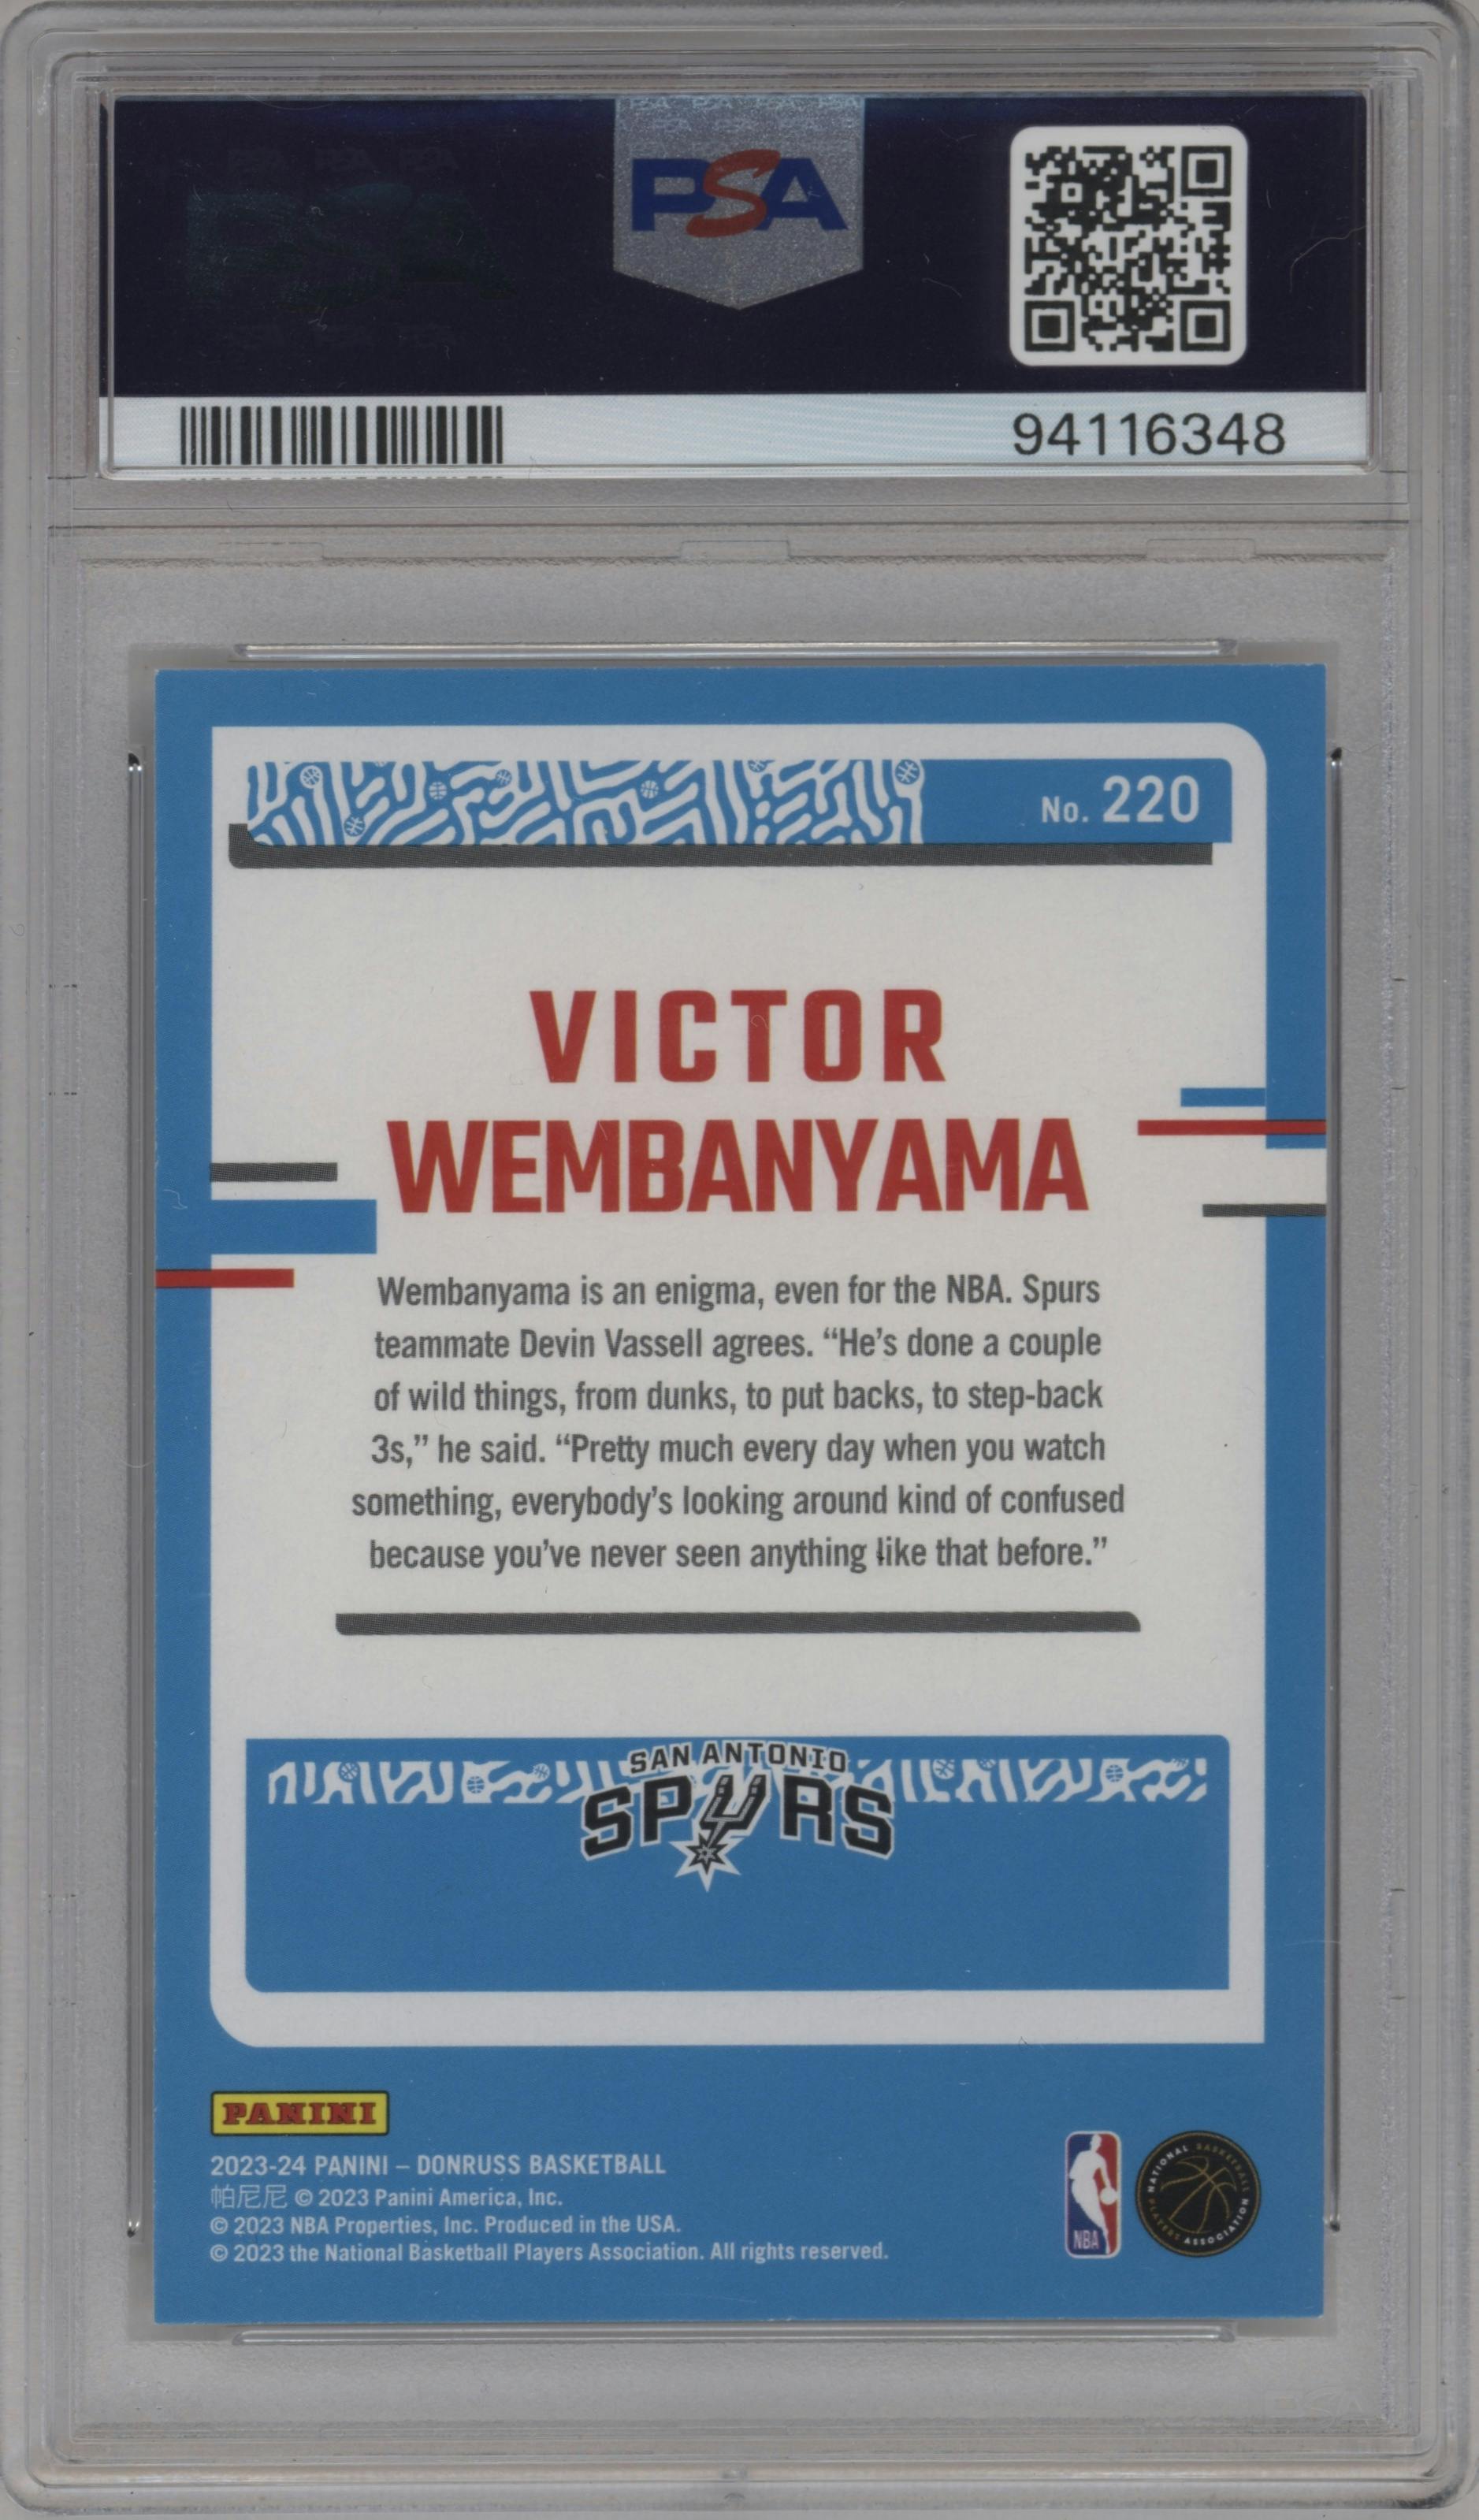 PSA
94116348
No. 220
VICTOR
WEMBANYAMA
Wembanyama is an enigma, even for the NBA. Spurs
teammate Devin Vassell agrees. “He’s done a couple
of wild things, from dunks, to put backs, to step-back
3s,” he said. “Pretty much every day when you watch
something, everybody’s looking around kind of confused
because you’ve never seen anything like that before.”
SAN ANTONIO
SPURS
PANINI
2023-24 PANINI – DONRUSS BASKETBALL
帕尼尼 © 2023 Panini America, Inc.
© 2023 NBA Properties, Inc. Produced in the USA.
© 2023 the National Basketball Players Association. All rights reserved.
NBA
NATIONAL BASKETBALL PLAYERS ASSOCIATION